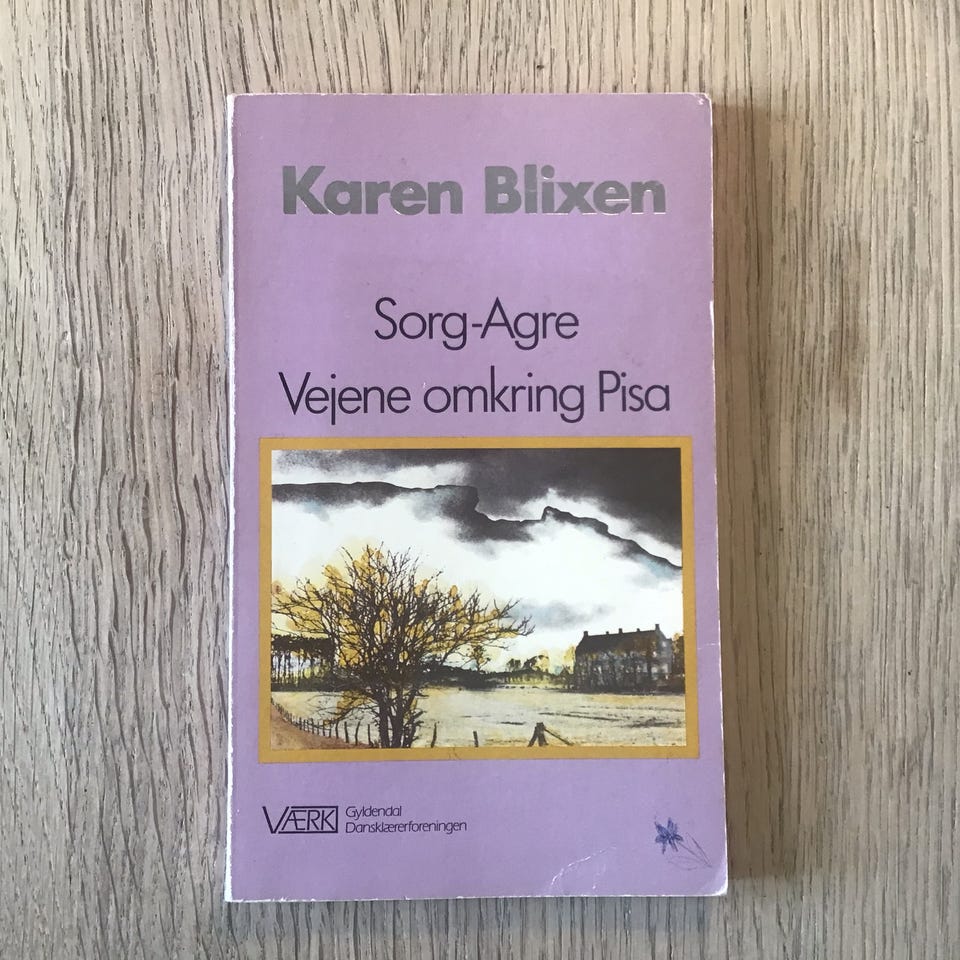 Karen Blixen
Sorg-Agre
Vejene omkring Pisa
VÆRK
Gyldendal
Dansklærerforeningen